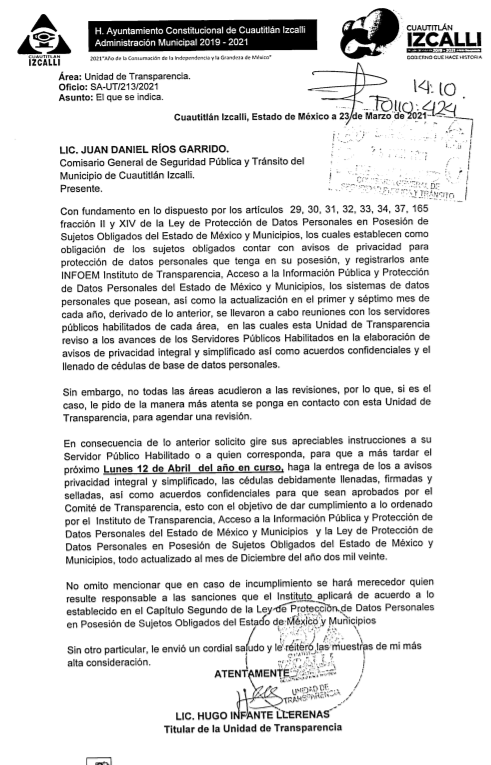 H. Ayuntamiento Constitucional de Cuautitlán Izcalli
Administración Municipal 2019 - 2021
2021"Año de la Consumación de la Independencia y la Grandeza de México"
CUAUTITLÁN
IZCALLI
CUAUTITLÁN
IZCALLI
GOBIERNO QUE HACE HISTORIA
Área: Unidad de Transparencia.
Oficio: SA-UT/213/2021
Asunto: El que se indica.
14:10
FOLIO: 424
Cuautitlán Izcalli, Estado de México a 23 de Marzo de 2021
LIC. JUAN DANIEL RÍOS GARRIDO.
Comisario General de Seguridad Pública y Tránsito del
Municipio de Cuautitlán Izcalli.
Presente.
Con fundamento en lo dispuesto por los artículos 29, 30, 31, 32, 33, 34, 37, 165
fracción II y XIV de la Ley de Protección de Datos Personales en Posesión de
Sujetos Obligados del Estado de México y Municipios, los cuales establecen como
obligación de los sujetos obligados contar con avisos de privacidad para
protección de datos personales que tenga en su posesión, y registrarlos ante
INFOEM Instituto de Transparencia, Acceso a la Información Pública y Protección
de Datos Personales del Estado de México y Municipios, los sistemas de datos
personales que posean, así como la actualización en el primer y séptimo mes de
cada año, derivado de lo anterior, se llevaron a cabo reuniones con los servidores
públicos habilitados de cada área, en las cuales esta Unidad de Transparencia
reviso a los avances de los Servidores Públicos Habilitados en la elaboración de
avisos de privacidad integral y simplificado así como acuerdos confidenciales y el
llenado de cédulas de base de datos personales.
Sin embargo, no todas las áreas acudieron a las revisiones, por lo que, si es el
caso, le pido de la manera más atenta se ponga en contacto con esta Unidad de
Transparencia, para agendar una revisión.
En consecuencia de lo anterior solicito gire sus apreciables instrucciones a su
Servidor Público Habilitado o a quien corresponda, para que a más tardar el
próximo Lunes 12 de Abril del año en curso, haga la entrega de los a avisos
privacidad integral y simplificado, las cédulas debidamente llenadas, firmadas y
selladas, así como acuerdos confidenciales para que sean aprobados por el
Comité de Transparencia, esto con el objetivo de dar cumplimiento a lo ordenado
por el Instituto de Transparencia, Acceso a la Información Pública y Protección de
Datos Personales del Estado de México y Municipios y la Ley de Protección de
Datos Personales en Posesión de Sujetos Obligados del Estado de México y
Municipios, todo actualizado al mes de Diciembre del año dos mil veinte.
No omito mencionar que en caso de incumplimiento se hará merecedor quien
resulte responsable a las sanciones que el Instituto aplicará de acuerdo a lo
establecido en el Capítulo Segundo de la Ley de Protección de Datos Personales
en Posesión de Sujetos Obligados del Estado de México y Municipios
Sin otro particular, le envió un cordial saludo y le reitero las muestras de mi más
alta consideración.
ATENTAMENTE
UNIDAD DE
TRANSPARENCIA
LIC. HUGO INFANTE LLERENAS
Titular de la Unidad de Transparencia